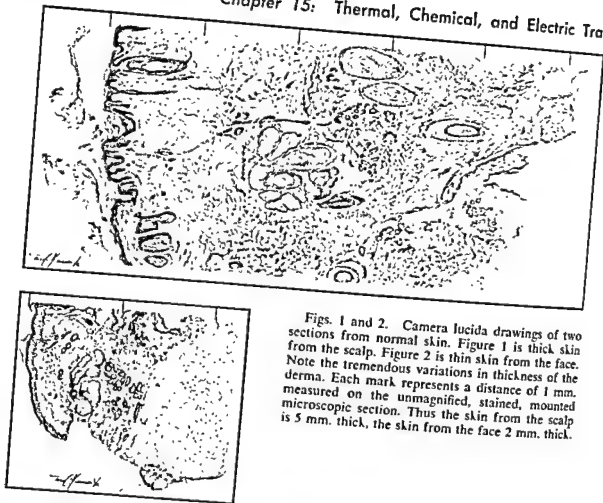 Chapter 15: Thermal, Chemical, and Electric Tra
Figs. 1 and 2. Camera lucida drawings of two
sections from normal skin. Figure 1 is thick skin
from the scalp. Figure 2 is thin skin from the face.
Note the tremendous variations in thickness of the
derma. Each mark represents a distance of 1 mm.
measured on the unmagnified, stained, mounted
microscopic section. Thus the skin from the scalp
is 5 mm. thick, the skin from the face 2 mm. thick.